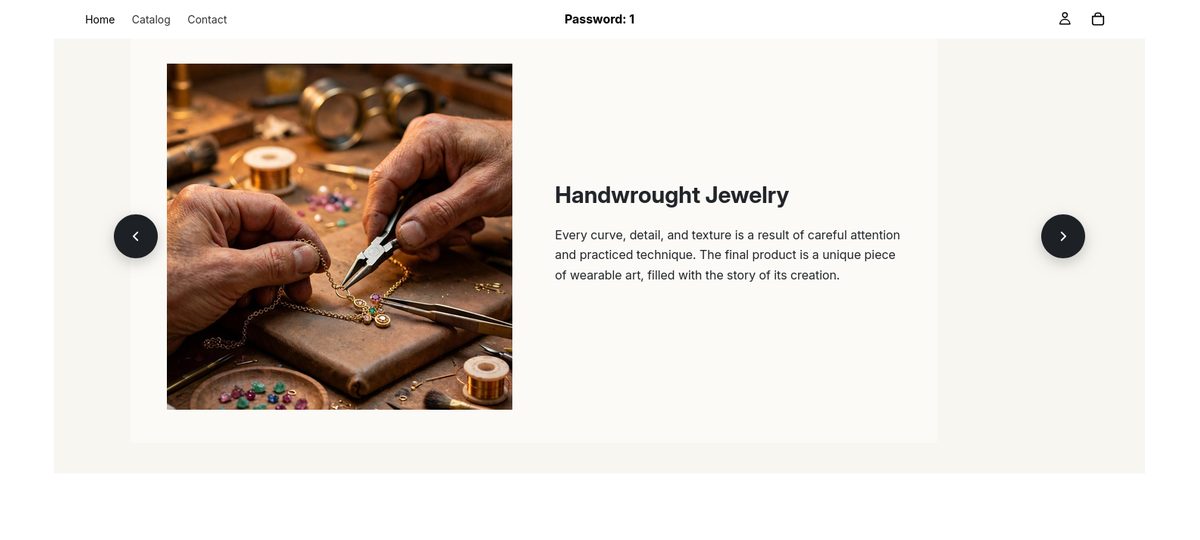 Home Catalog Contact Password: 1
Handwrought Jewelry
Every curve, detail, and texture is a result of careful attention
and practiced technique. The final product is a unique piece
of wearable art, filled with the story of its creation.